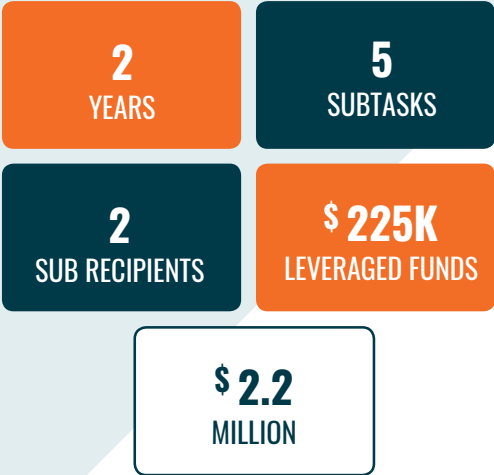 2
YEARS
5
SUBTASKS
2
SUB RECIPIENTS
$ 225K
LEVERAGED FUNDS
$ 2.2
MILLION